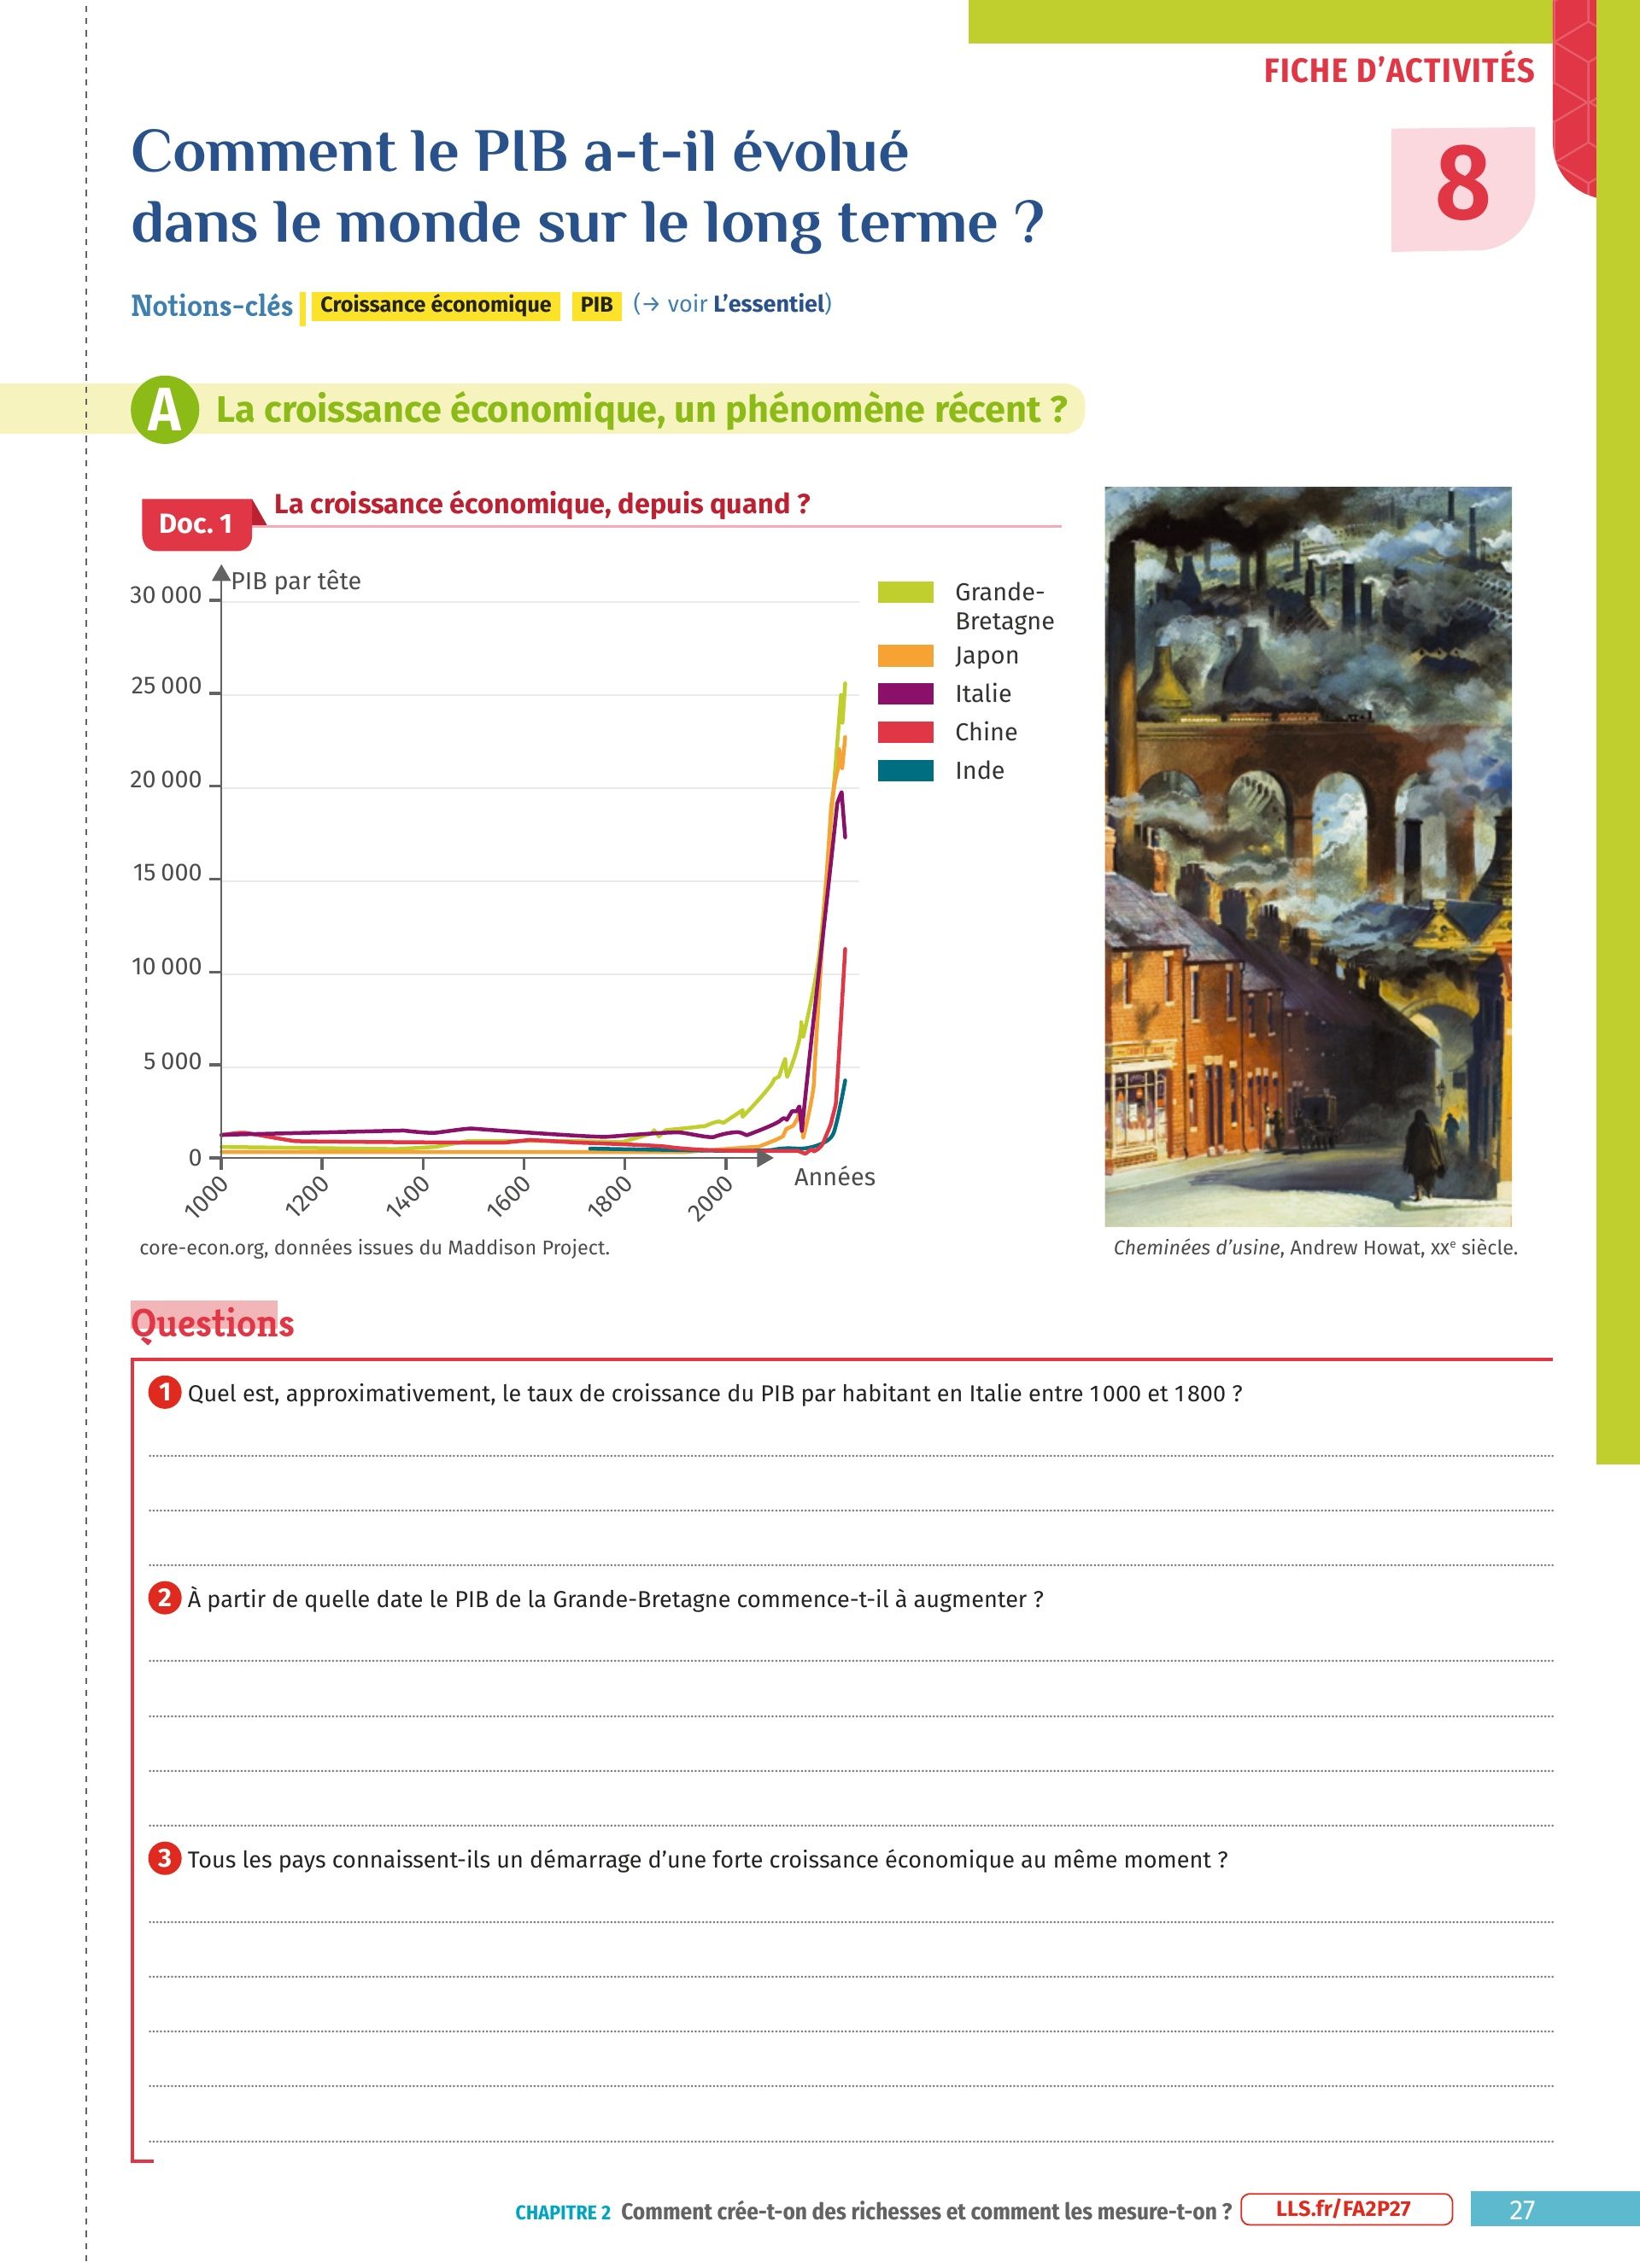 FICHE D’ACTIVITÉS
8
Comment le PIB a-t-il évolué
dans le monde sur le long terme ?
Notions-clés Croissance économique PIB (→ voir L’essentiel)
A La croissance économique, un phénomène récent ?
Doc. 1 La croissance économique, depuis quand ?
PIB par tête
30 000
25 000
20 000
15 000
10 000
5 000
0
1000
1200
1400
1600
1800
2000
Années
Grande-
Bretagne
Japon
Italie
Chine
Inde
core-econ.org, données issues du Maddison Project.
Cheminées d’usine, Andrew Howat, XXe siècle.
Questions
1 Quel est, approximativement, le taux de croissance du PIB par habitant en Italie entre 1000 et 1800 ?
2 À partir de quelle date le PIB de la Grande-Bretagne commence-t-il à augmenter ?
3 Tous les pays connaissent-ils un démarrage d’une forte croissance économique au même moment ?
CHAPITRE 2 Comment crée-t-on des richesses et comment les mesure-t-on ? LLS.fr/FA2P27 27